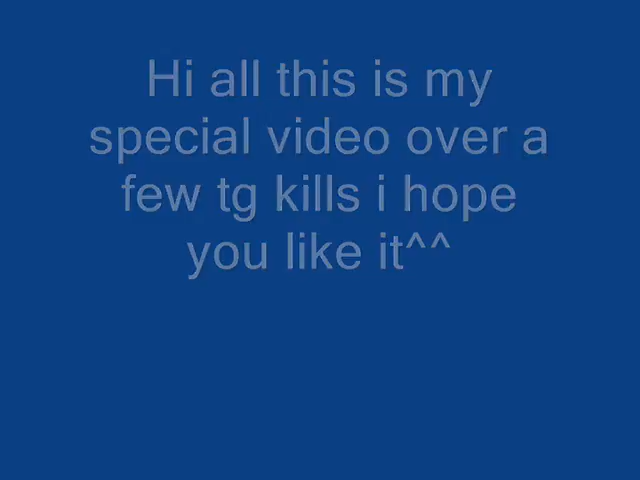 Hi all this is my
special video over a
few tg kills i hope
you like it^^